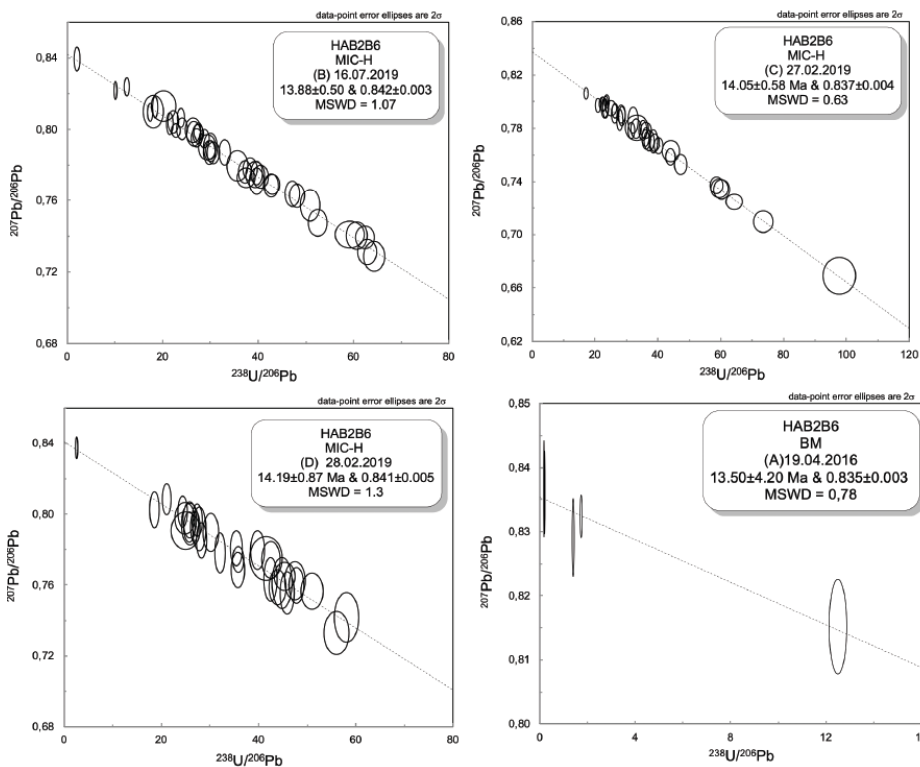 data-point error ellipses are 2σ
HAB2B6
MIC-H
(B) 16.07.2019
13.88±0.50 & 0.842±0.003
MSWD = 1.07
0,84
0,80
0,76
0,72
0,68
207Pb/206Pb
0
20
40
60
80
238U/206Pb
data-point error ellipses are 2σ
HAB2B6
MIC-H
(C) 27.02.2019
14.05±0.58 Ma & 0.837±0.004
MSWD = 0.63
0,86
0,82
0,78
0,74
0,70
0,66
0,62
207Pb/206Pb
0
20
40
60
80
100
120
238U/206Pb
data-point error ellipses are 2σ
HAB2B6
MIC-H
(D) 28.02.2019
14.19±0.87 Ma & 0.841±0.005
MSWD = 1.3
0,84
0,80
0,76
0,72
0,68
207Pb/206Pb
0
20
40
60
80
238U/206Pb
data-point error ellipses are 2σ
HAB2B6
BM
(A)19.04.2016
13.50±4.20 Ma & 0.835±0.003
MSWD = 0,78
0,85
0,84
0,83
0,82
0,81
0,80
207Pb/206Pb
0
4
8
12
238U/206Pb